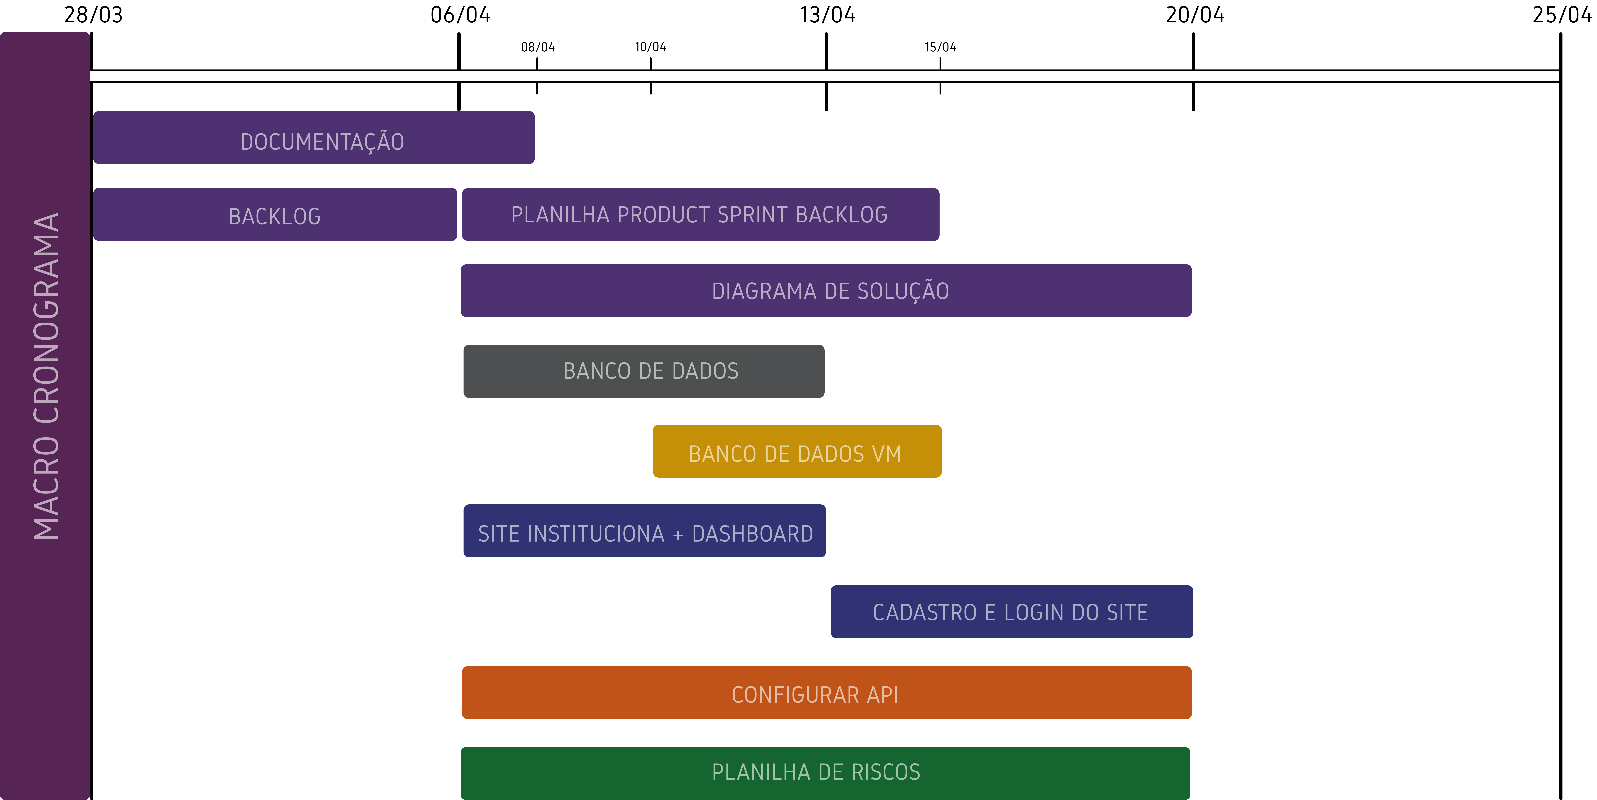 28/03
06/04
13/04
20/04
25/04
08/04
10/04
15/04
MACRO CRONOGRAMA
DOCUMENTAÇÃO
BACKLOG
PLANILHA PRODUCT SPRINT BACKLOG
DIAGRAMA DE SOLUÇÃO
BANCO DE DADOS
BANCO DE DADOS VM
SITE INSTITUCIONA + DASHBOARD
CADASTRO E LOGIN DO SITE
CONFIGURAR API
PLANILHA DE RISCOS